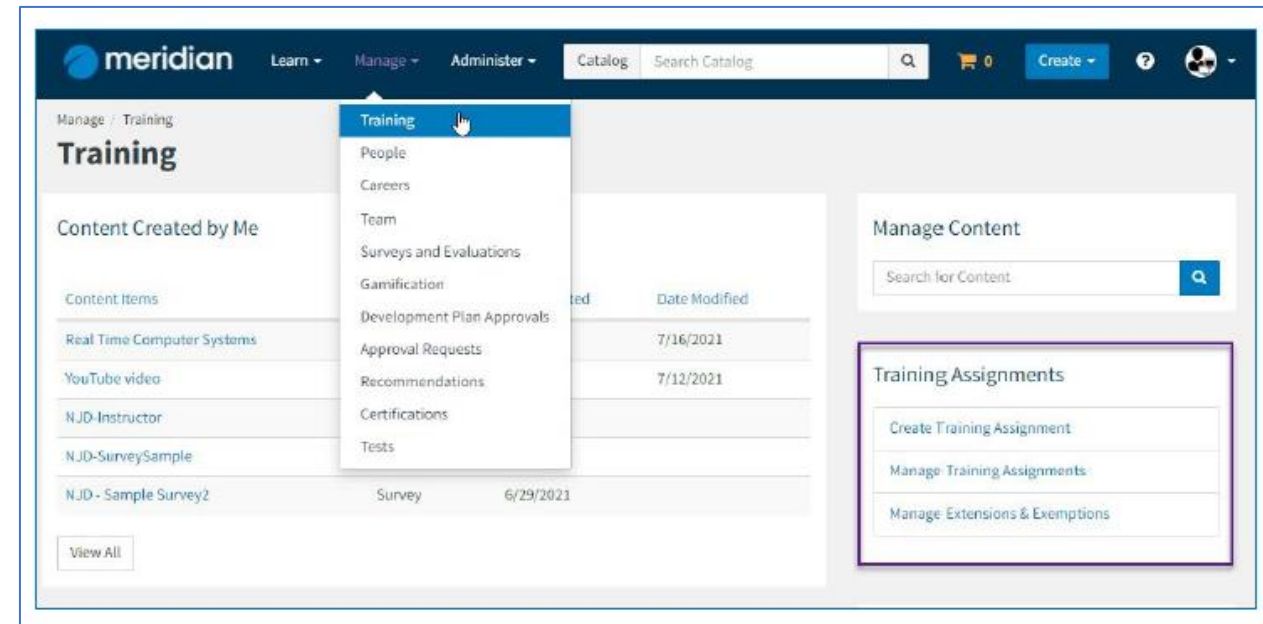 meridian Learn Manage Administer Catalog Search Catalog 0 Create ?
Manage / Training
Training
Training
People
Careers
Team
Surveys and Evaluations
Gamification
Development Plan Approvals
Approval Requests
Recommendations
Certifications
Tests
Content Created by Me
Content Items ted Date Modified
Real Time Computer Systems 7/16/2021
YouTube video 7/12/2021
NJD-Instructor
NJD-SurveySample
NJD - Sample Survey2 Survey 6/29/2021
View All
Manage Content
Search for Content
Training Assignments
Create Training Assignment
Manage Training Assignments
Manage Extensions & Exemptions